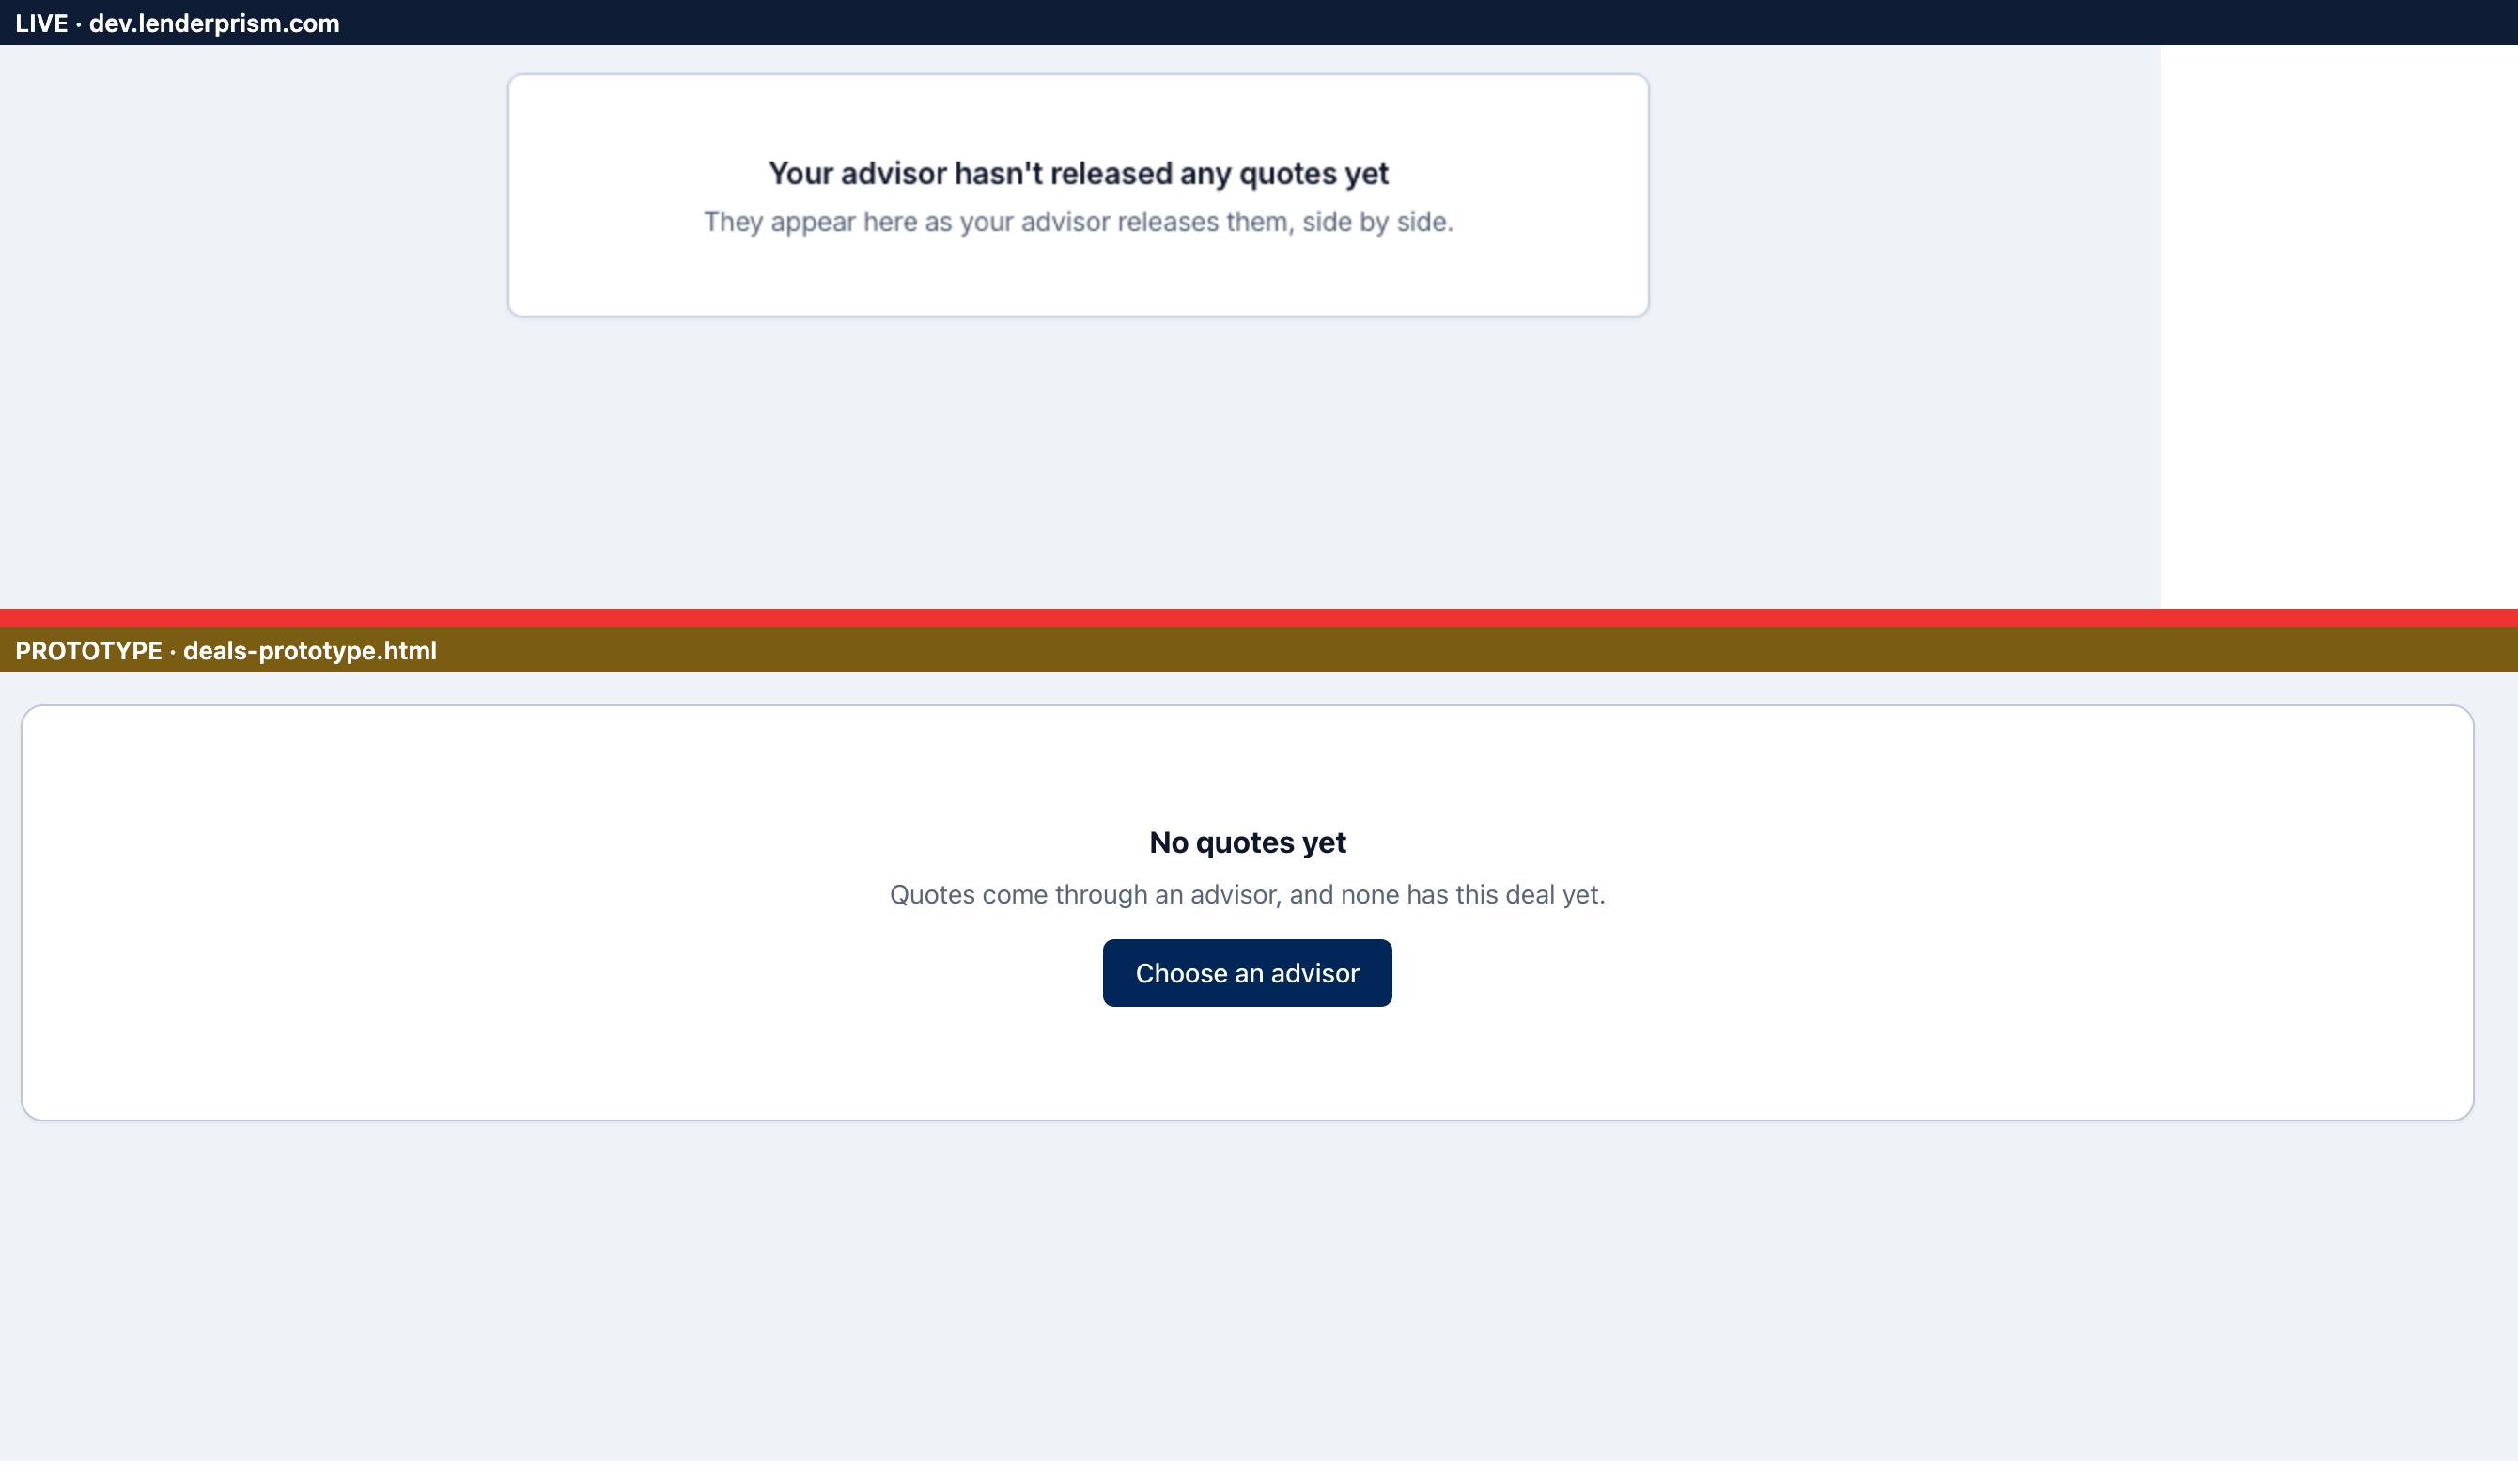 LIVE · dev.lenderprism.com
Your advisor hasn't released any quotes yet
They appear here as your advisor releases them, side by side.
PROTOTYPE · deals-prototype.html
No quotes yet
Quotes come through an advisor, and none has this deal yet.
Choose an advisor